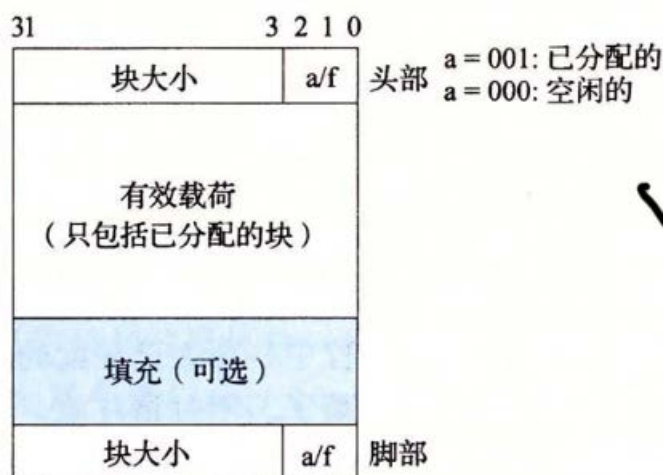 31 3 2 1 0
块大小 a/f 头部 a = 001: 已分配的
a = 000: 空闲的
有效载荷
（只包括已分配的块）
填充（可选）
块大小 a/f 脚部